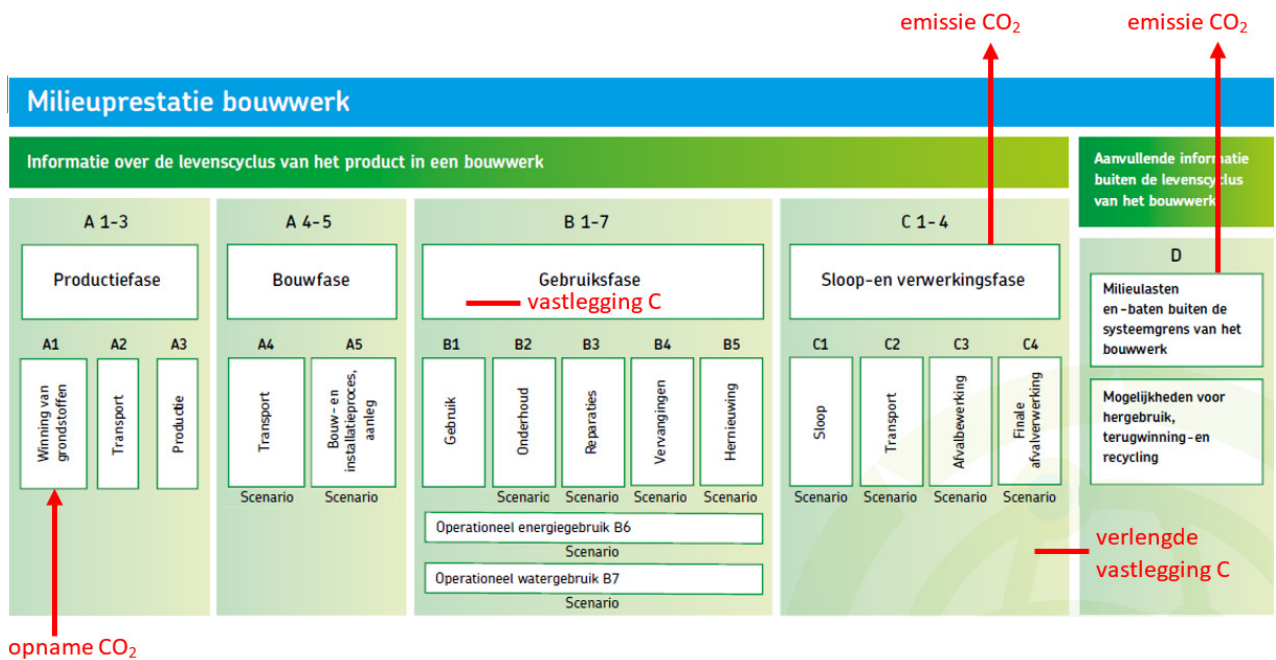 emissie CO₂
emissie CO₂
Milieuprestatie bouwwerk
Informatie over de levenscyclus van het product in een bouwwerk
Aanvullende informatie
buiten de levenscyclus
van het bouwwerk
A 1-3
Productiefase
A1
Winning van
grondstoffen
A2
Transport
A3
Productie
opname CO₂
A 4-5
Bouwfase
A4
Transport
Scenario
A5
Bouw- en
installatieproces,
aanleg
Scenario
B 1-7
Gebruiksfase
vastlegging C
B1
Gebruik
B2
Onderhoud
Scenario
B3
Reparaties
Scenario
B4
Vervangingen
Scenario
B5
Hernieuwing
Scenario
Operationeel energiegebruik B6
Scenario
Operationeel watergebruik B7
Scenario
C 1-4
Sloop-en verwerkingsfase
C1
Sloop
Scenario
C2
Transport
Scenario
C3
Afvalbewerking
Scenario
C4
Finale
afvalverwerking
Scenario
verlengde
vastlegging C
D
Milieulasten
en-baten buiten de
systeemgrens van het
bouwwerk
Mogelijkheden voor
hergebruik,
terugwinning-en
recycling